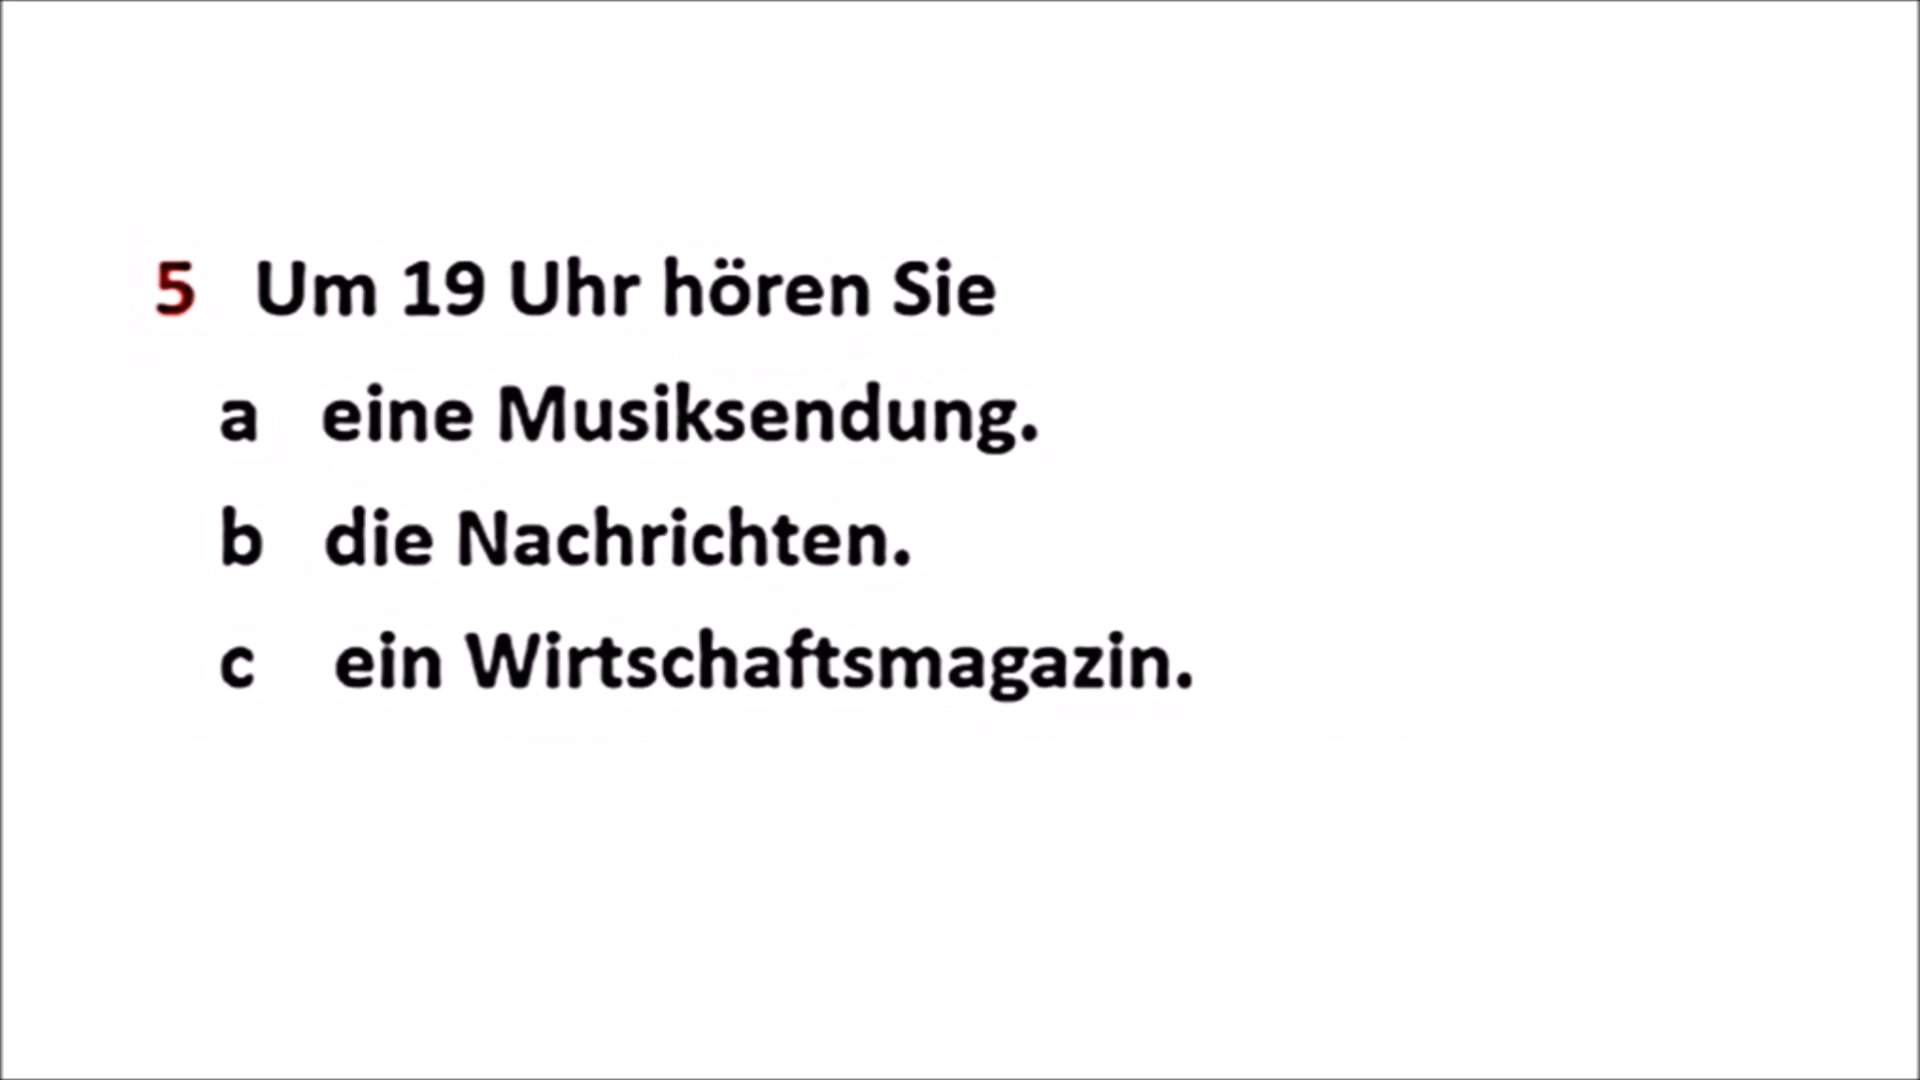 5 Um 19 Uhr hören Sie
a eine Musiksendung.
b die Nachrichten.
c ein Wirtschaftsmagazin.